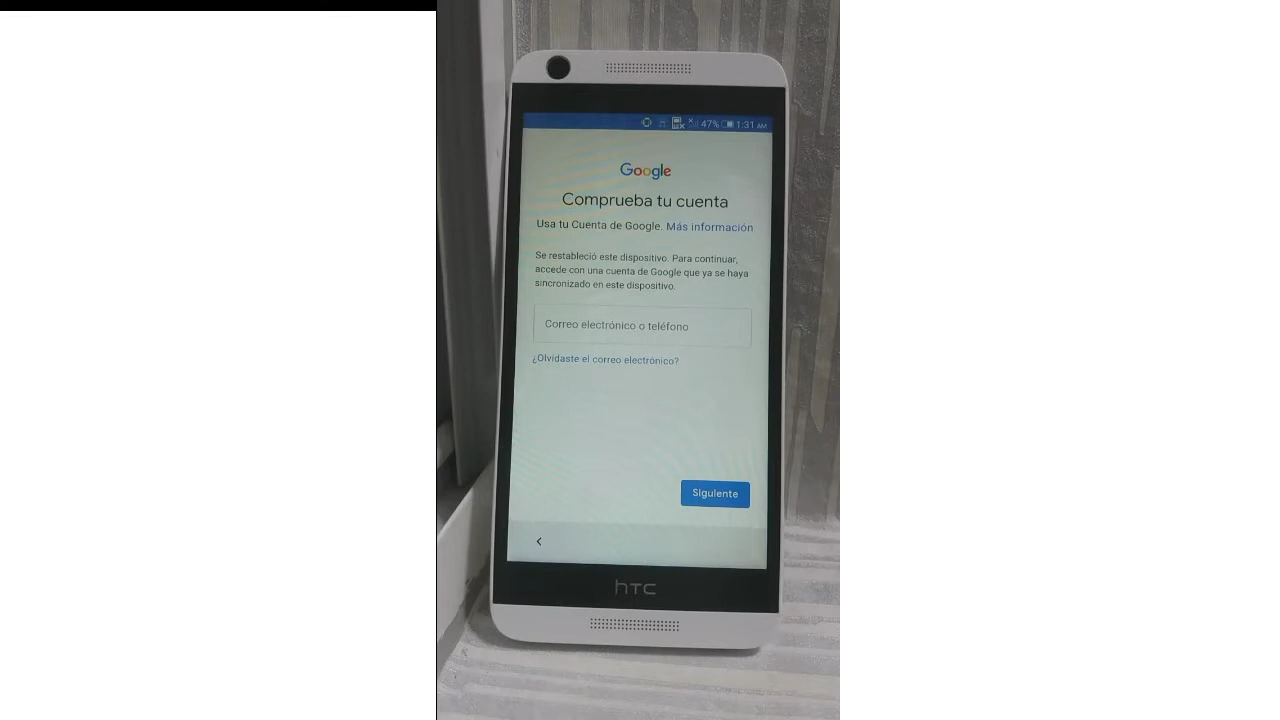 47% 1:31 AM
Google
Comprueba tu cuenta
Usa tu Cuenta de Google. Más información
Se restableció este dispositivo. Para continuar,
accede con una cuenta de Google que ya se haya
sincronizado en este dispositivo.
Correo electrónico o teléfono
¿Olvidaste el correo electrónico?
Siguiente
hTC